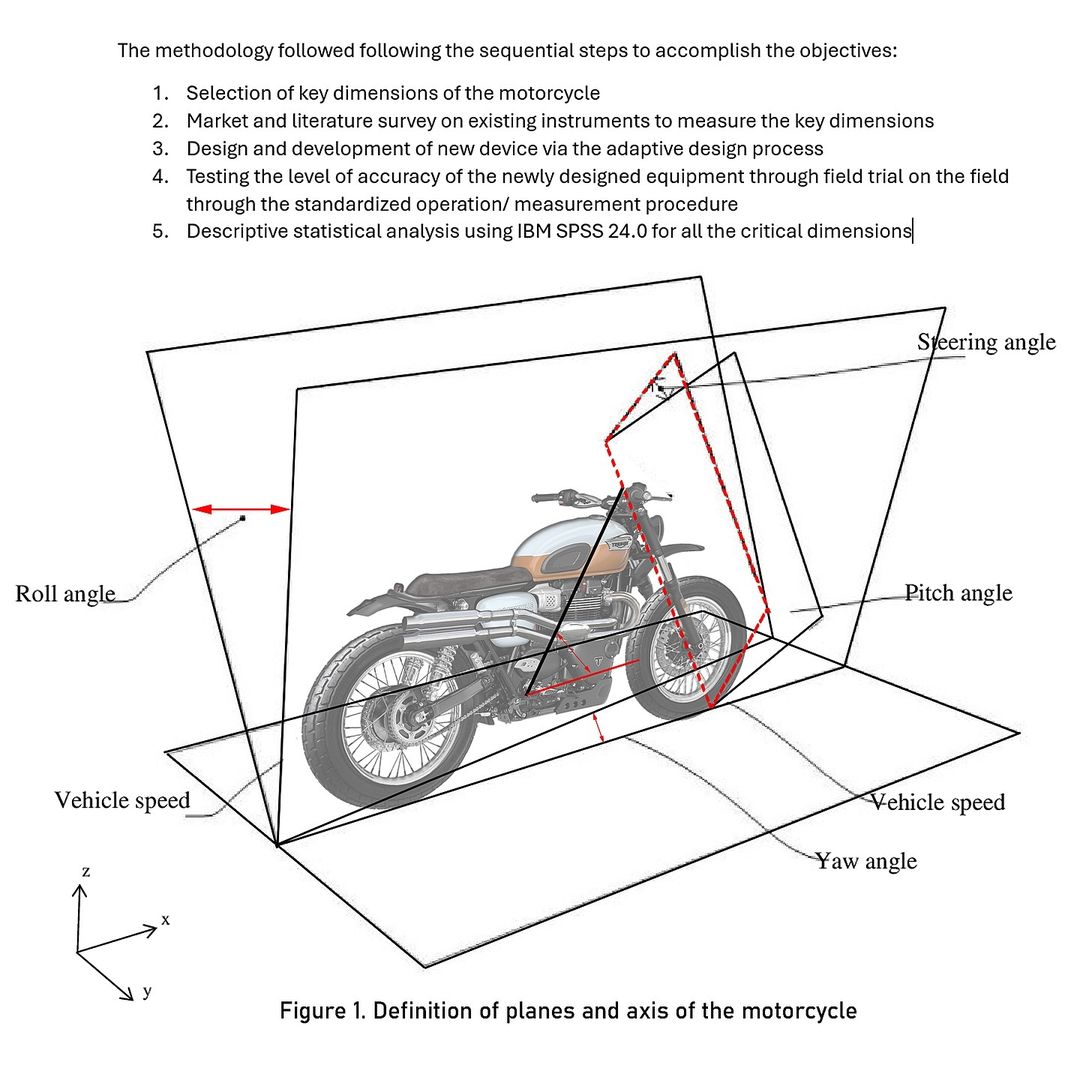 The methodology followed following the sequential steps to accomplish the objectives:
1. Selection of key dimensions of the motorcycle
2. Market and literature survey on existing instruments to measure the key dimensions
3. Design and development of new device via the adaptive design process
4. Testing the level of accuracy of the newly designed equipment through field trial on the field
through the standardized operation/ measurement procedure
5. Descriptive statistical analysis using IBM SPSS 24.0 for all the critical dimensions
Steering angle
Roll angle
Pitch angle
Vehicle speed
Vehicle speed
Yaw angle
z
x
y
Figure 1. Definition of planes and axis of the motorcycle